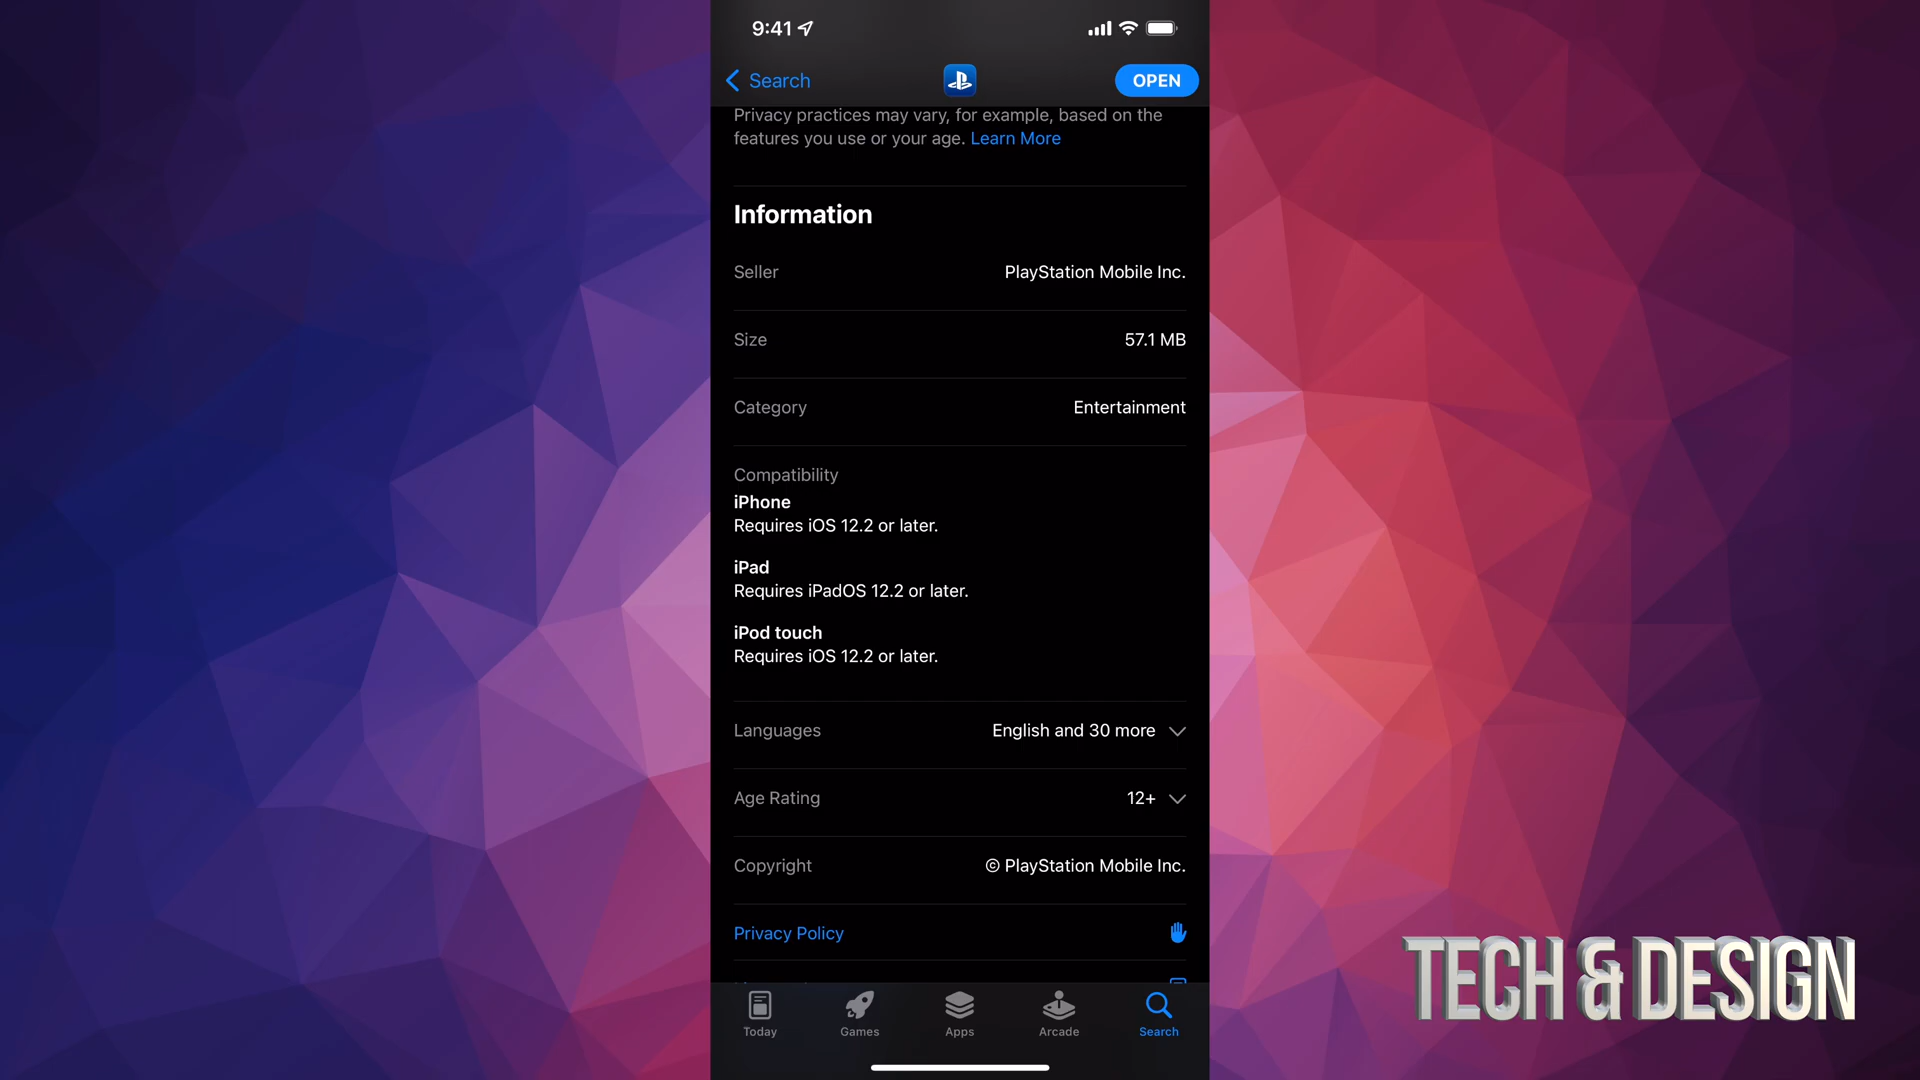 9:41
Search
OPEN
Privacy practices may vary, for example, based on the
features you use or your age. Learn More
Information
Seller
PlayStation Mobile Inc.
Size
57.1 MB
Category
Entertainment
Compatibility
iPhone
Requires iOS 12.2 or later.
iPad
Requires iPadOS 12.2 or later.
iPod touch
Requires iOS 12.2 or later.
Languages
English and 30 more
Age Rating
12+
Copyright
© PlayStation Mobile Inc.
Privacy Policy
Today
Games
Apps
Arcade
Search
TECH & DESIGN